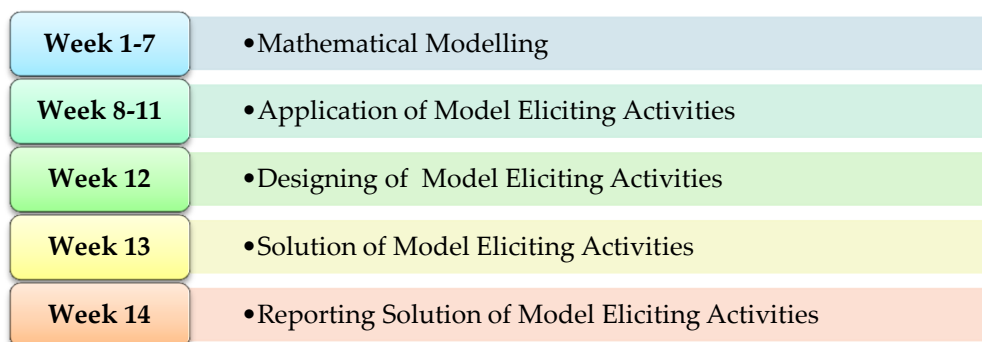 Week 1-7 •Mathematical Modelling
Week 8-11 •Application of Model Eliciting Activities
Week 12 •Designing of Model Eliciting Activities
Week 13 •Solution of Model Eliciting Activities
Week 14 •Reporting Solution of Model Eliciting Activities